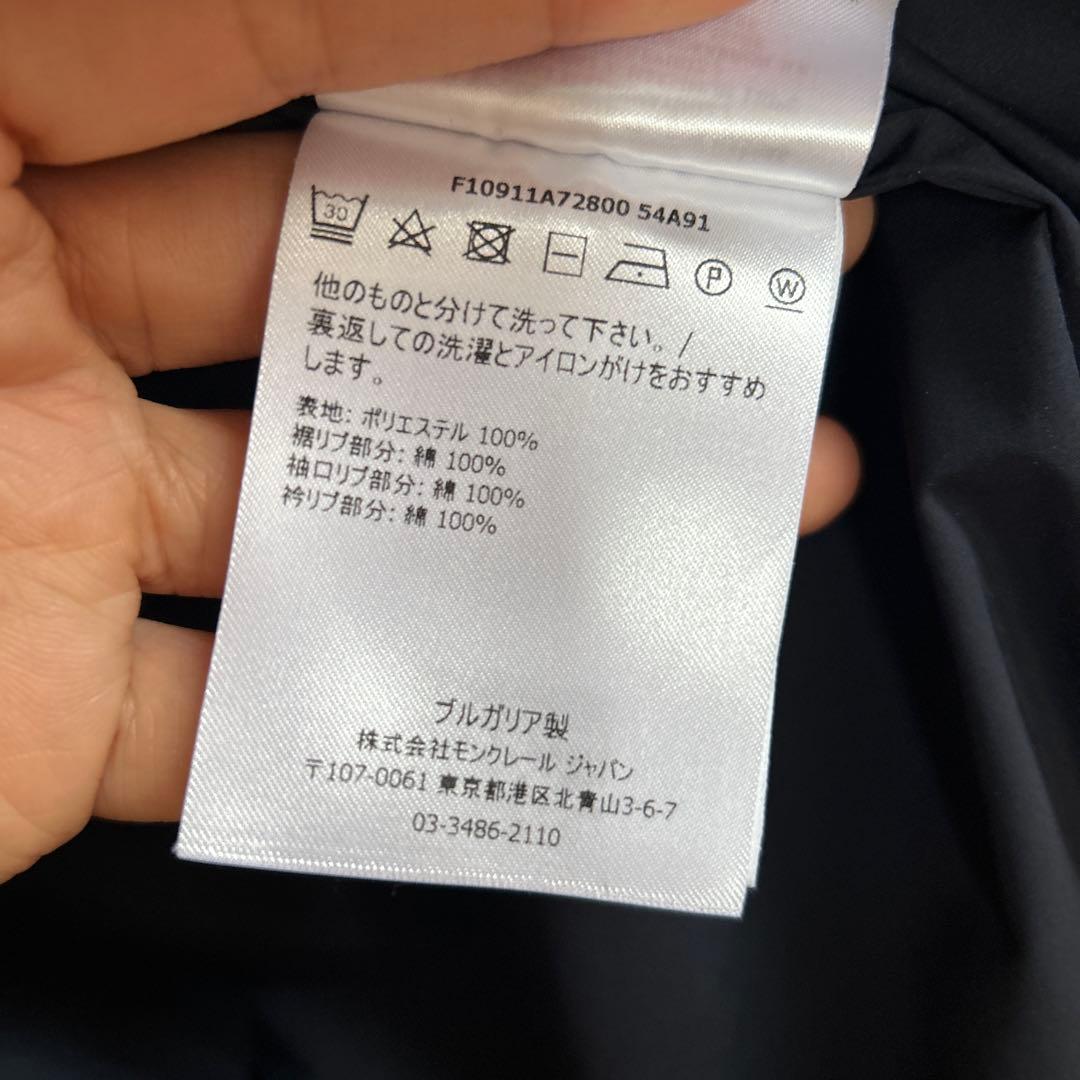 F10911A72800 54A91
30
P
W
他のものと分けて洗って下さい。/
裏返しての洗濯とアイロンがけをおすすめ
します。
表地: ポリエステル 100%
裾リブ部分: 綿 100%
袖口リブ部分: 綿 100%
衿リブ部分: 綿 100%
ブルガリア製
株式会社モンクレール ジャパン
〒107-0061 東京都港区北青山3-6-7
03-3486-2110